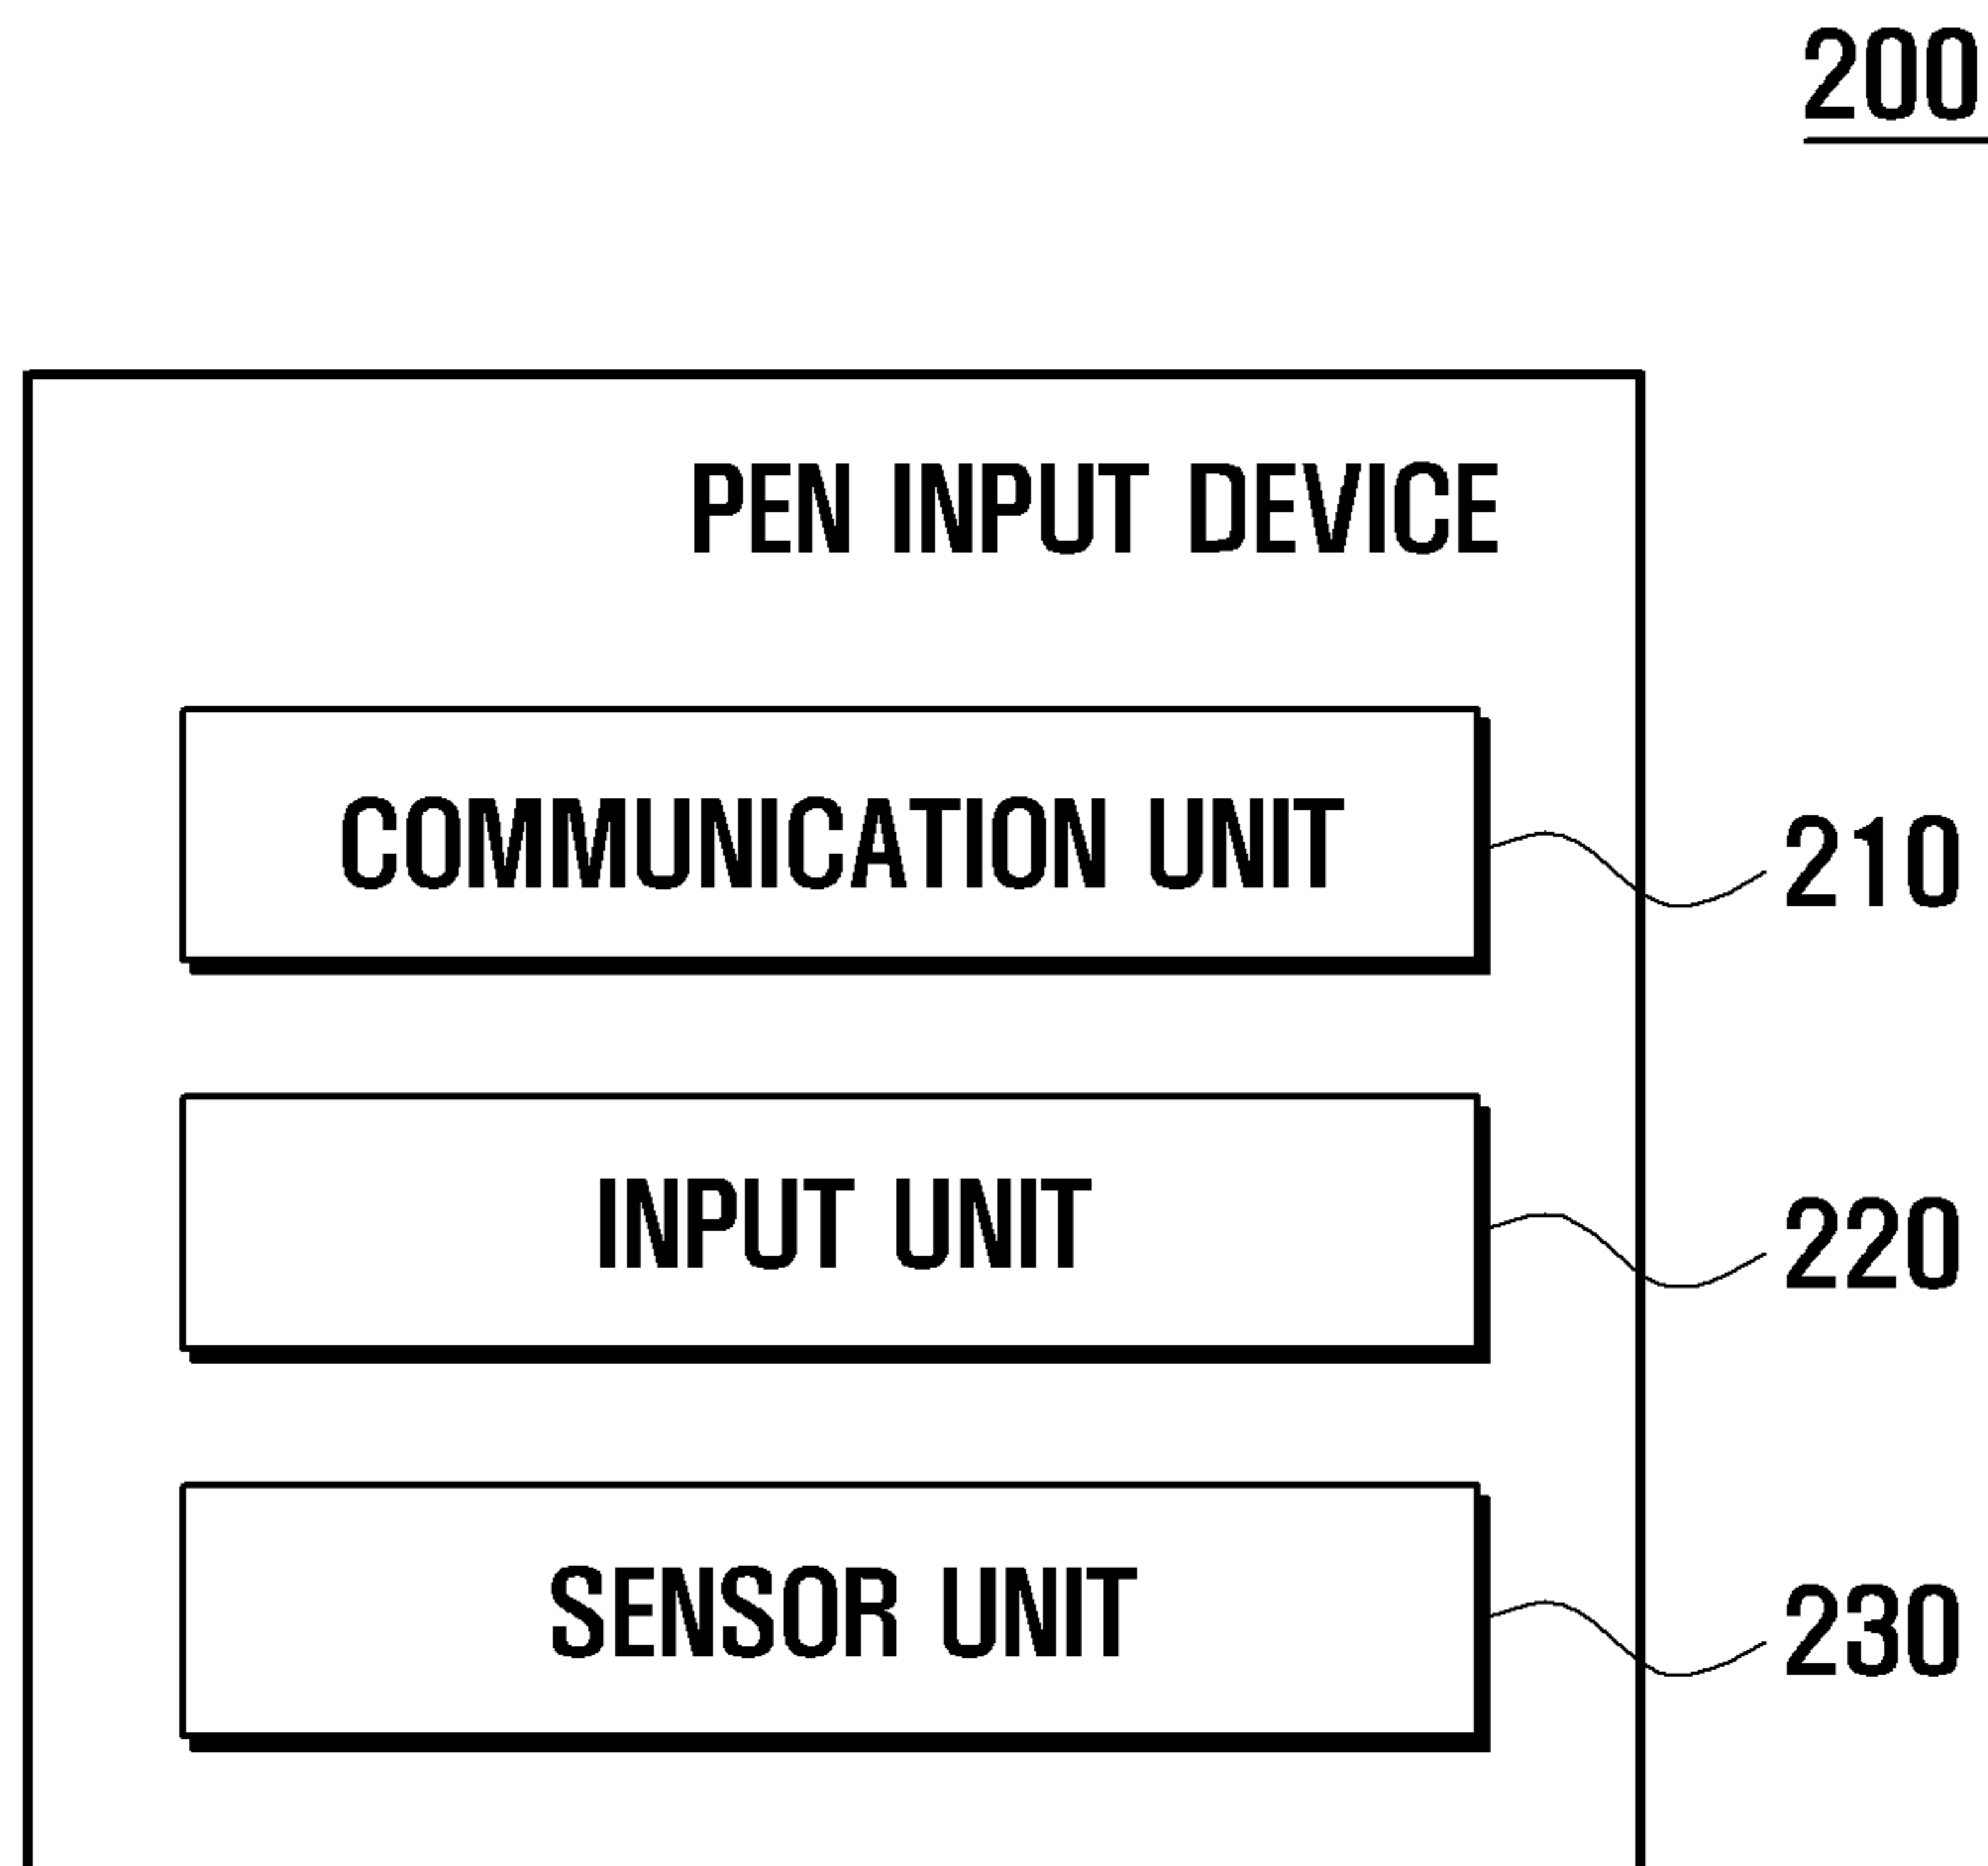 200
PEN INPUT DEVICE
COMMUNICATION UNIT
210
INPUT UNIT
220
SENSOR UNIT
230